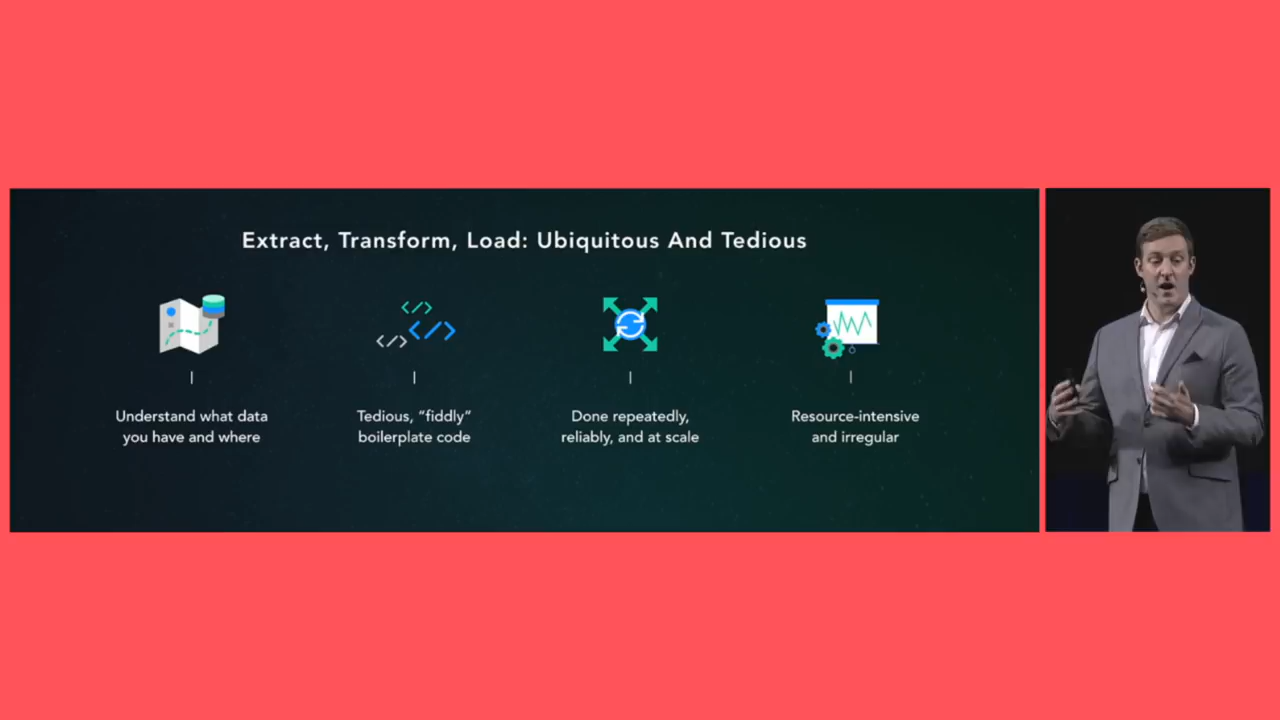 Extract, Transform, Load: Ubiquitous And Tedious
Understand what data
you have and where
Tedious, “fiddly”
boilerplate code
Done repeatedly,
reliably, and at scale
Resource-intensive
and irregular